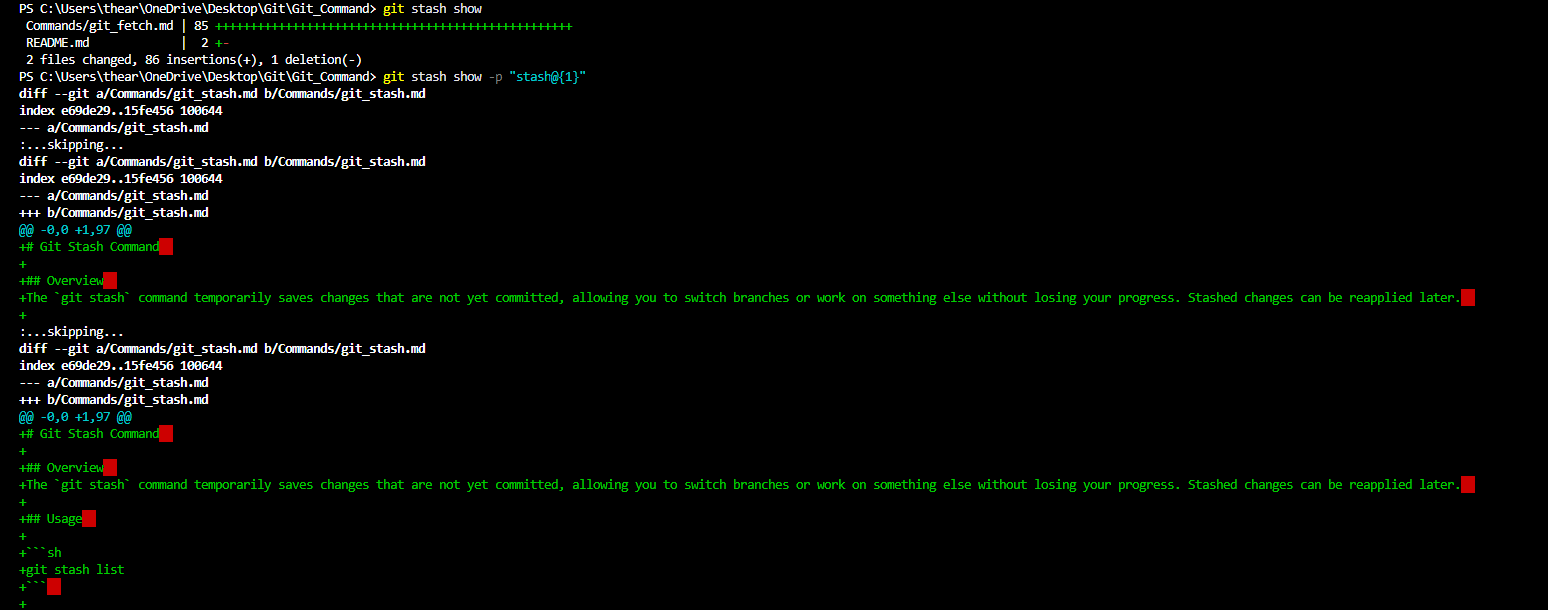 PS C:\Users\thear\OneDrive\Desktop\Git\Git_Command> git stash show
 Commands/git_fetch.md | 85 +++++++++++++++++++++++++++++++++++++++++++++++++++
 README.md             |  2 +-
 2 files changed, 86 insertions(+), 1 deletion(-)
PS C:\Users\thear\OneDrive\Desktop\Git\Git_Command> git stash show -p "stash@{1}"
diff --git a/Commands/git_stash.md b/Commands/git_stash.md
index e69de29..15fe456 100644
--- a/Commands/git_stash.md
:...skipping...
diff --git a/Commands/git_stash.md b/Commands/git_stash.md
index e69de29..15fe456 100644
--- a/Commands/git_stash.md
+++ b/Commands/git_stash.md
@@ -0,0 +1,97 @@
+# Git Stash Command
+
+## Overview
+The `git stash` command temporarily saves changes that are not yet committed, allowing you to switch branches or work on something else without losing your progress. Stashed changes can be reapplied later.
+
:...skipping...
diff --git a/Commands/git_stash.md b/Commands/git_stash.md
index e69de29..15fe456 100644
--- a/Commands/git_stash.md
+++ b/Commands/git_stash.md
@@ -0,0 +1,97 @@
+# Git Stash Command
+
+## Overview
+The `git stash` command temporarily saves changes that are not yet committed, allowing you to switch branches or work on something else without losing your progress. Stashed changes can be reapplied later.
+
+## Usage
+
+```sh
+git stash list
+```
+